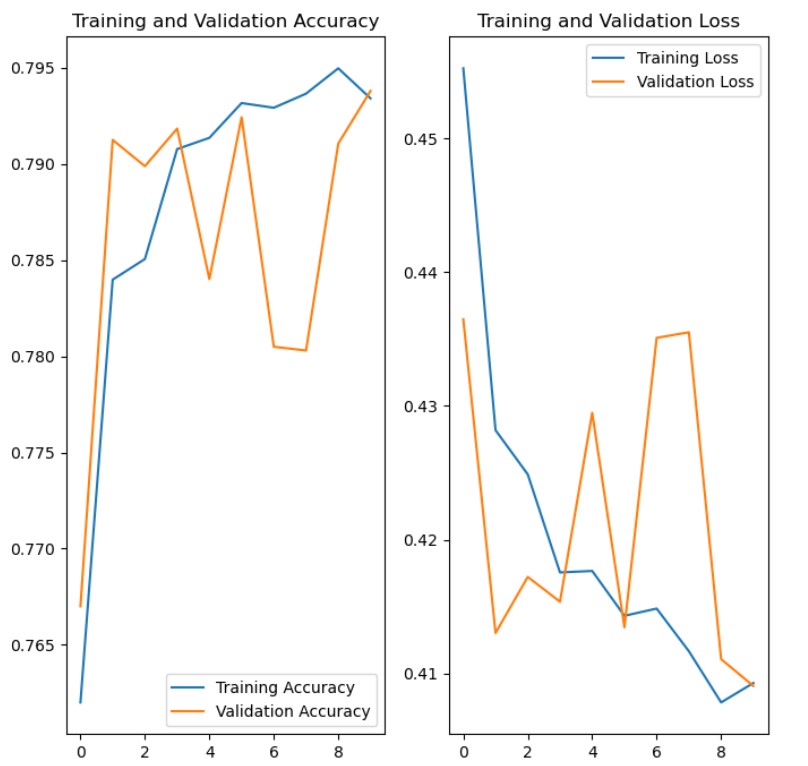 Training and Validation Accuracy
0.795
0.790
0.785
0.780
0.775
0.770
0.765
Training Accuracy
Validation Accuracy
0 2 4 6 8
Training and Validation Loss
Training Loss
Validation Loss
0.45
0.44
0.43
0.42
0.41
0 2 4 6 8